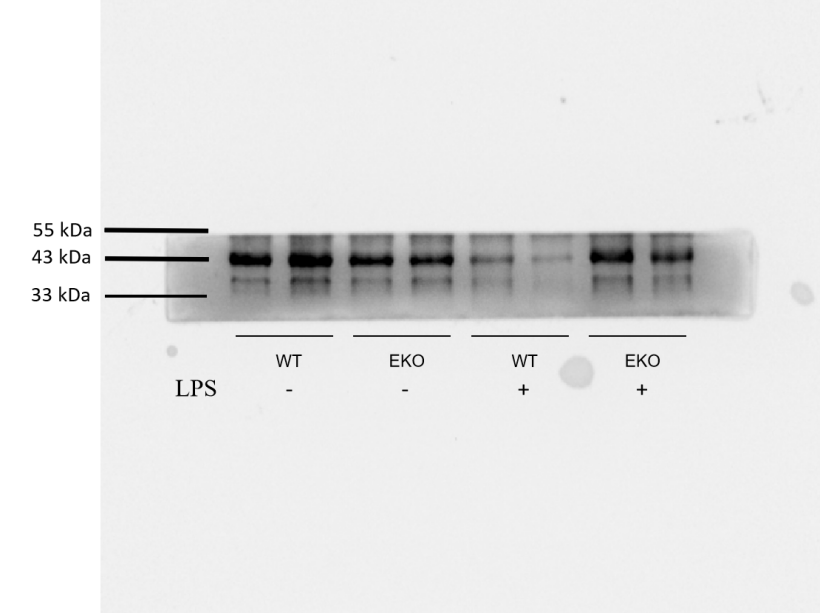 55 kDa
43 kDa
33 kDa
WT EKO WT EKO
LPS - - + +